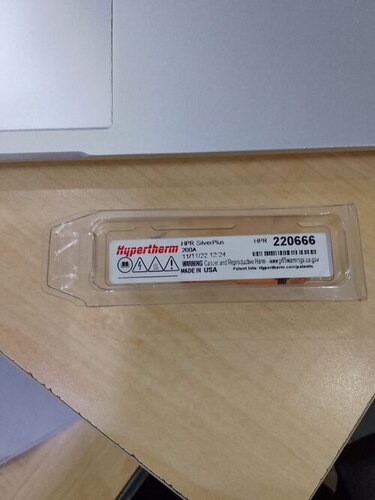 Hypertherm
HPR SilverPlus
200A
11/11/22 12:24
HPR 220666
WARNING Cancer and Reproductive Harm - www.p65warnings.ca.gov
MADE IN USA
Patent Info: Hypertherm.com/patents